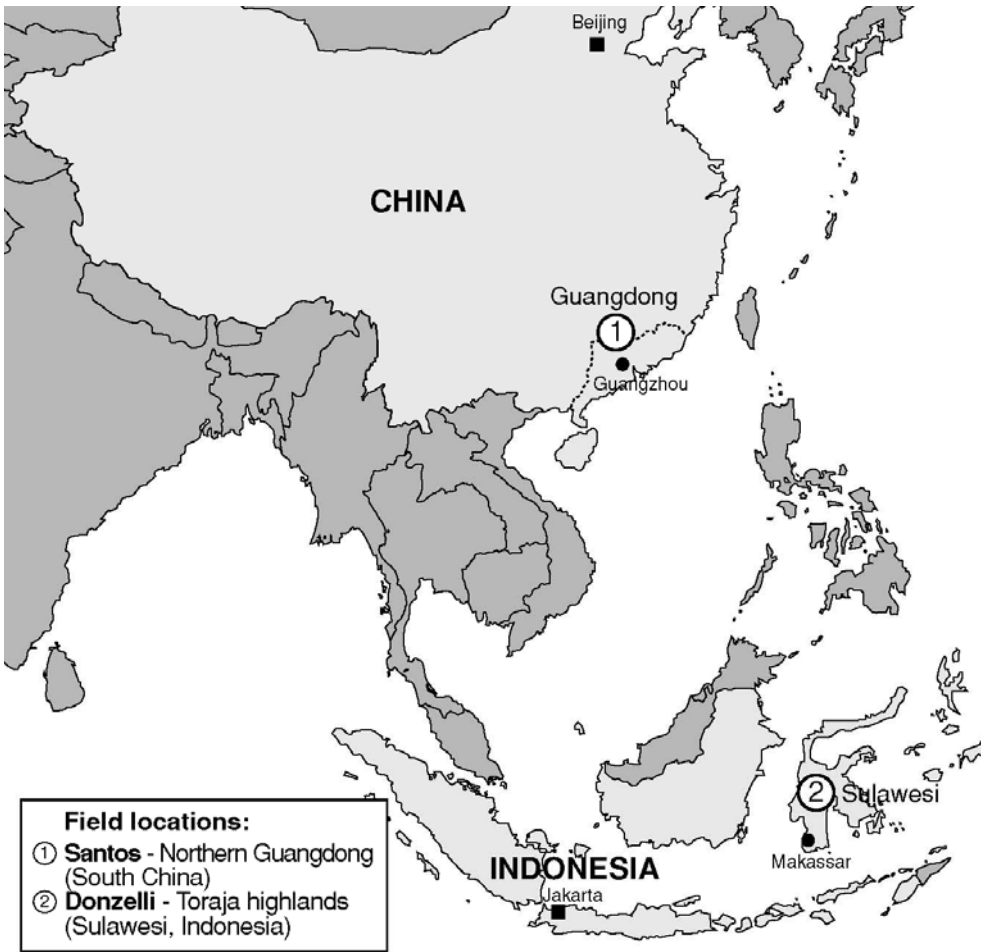 Beijing
CHINA
Guangdong
1
Guangzhou
2 Sulawesi
Makassar
INDONESIA
Jakarta
Field locations:
1 Santos - Northern Guangdong
(South China)
2 Donzelli - Toraja highlands
(Sulawesi, Indonesia)